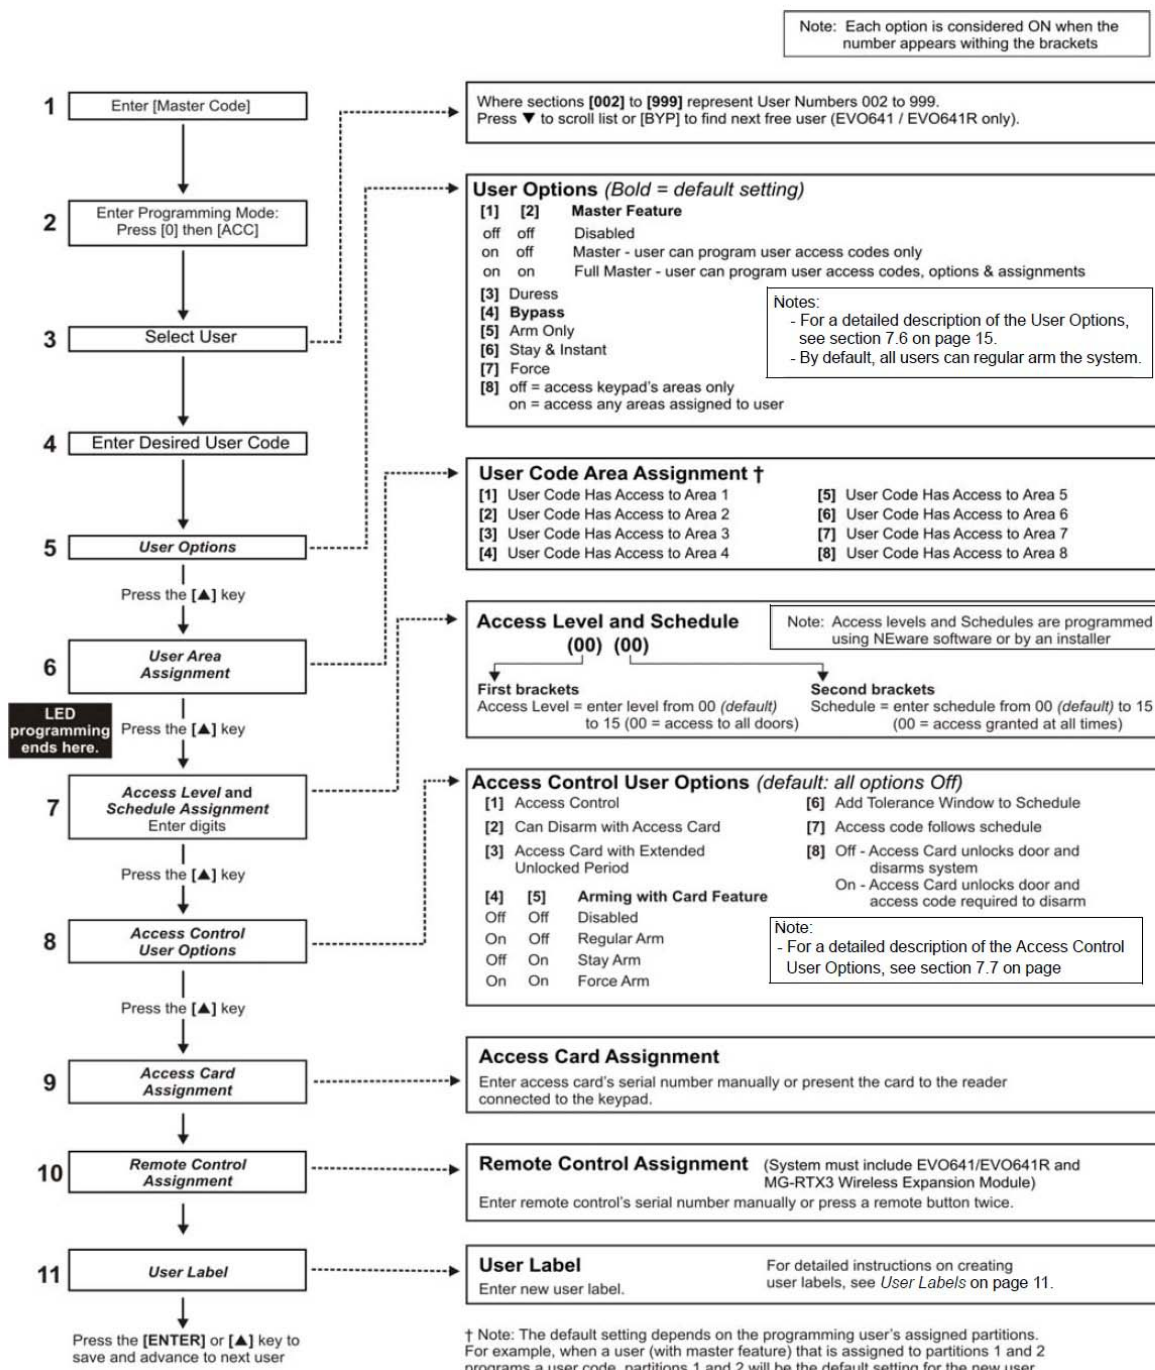 Note: Each option is considered ON when the
number appears withing the brackets
1
Enter [Master Code]
Where sections [002] to [999] represent User Numbers 002 to 999.
Press ▼ to scroll list or [BYP] to find next free user (EVO641 / EVO641R only).
2
Enter Programming Mode:
Press [0] then [ACC]
User Options (Bold = default setting)
[1] [2] Master Feature
off off Disabled
on off Master - user can program user access codes only
on on Full Master - user can program user access codes, options & assignments
[3] Duress
[4] Bypass
[5] Arm Only
[6] Stay & Instant
[7] Force
[8] off = access keypad's areas only
on = access any areas assigned to user
Notes:
- For a detailed description of the User Options,
see section 7.6 on page 15.
- By default, all users can regular arm the system.
3
Select User
4
Enter Desired User Code
User Code Area Assignment †
[1] User Code Has Access to Area 1
[2] User Code Has Access to Area 2
[3] User Code Has Access to Area 3
[4] User Code Has Access to Area 4
[5] User Code Has Access to Area 5
[6] User Code Has Access to Area 6
[7] User Code Has Access to Area 7
[8] User Code Has Access to Area 8
5
User Options
Press the [▲] key
6
User Area
Assignment
Access Level and Schedule
(00) (00)
Note: Access levels and Schedules are programmed
using NEware software or by an installer
First brackets
Access Level = enter level from 00 (default)
to 15 (00 = access to all doors)
Second brackets
Schedule = enter schedule from 00 (default) to 15
(00 = access granted at all times)
LED
programming
ends here.
Press the [▲] key
7
Access Level and
Schedule Assignment
Enter digits
Access Control User Options (default: all options Off)
[1] Access Control
[2] Can Disarm with Access Card
[3] Access Card with Extended
Unlocked Period
[4] [5] Arming with Card Feature
Off Off Disabled
On Off Regular Arm
Off On Stay Arm
On On Force Arm
[6] Add Tolerance Window to Schedule
[7] Access code follows schedule
[8] Off - Access Card unlocks door and
disarms system
On - Access Card unlocks door and
access code required to disarm
Note:
- For a detailed description of the Access Control
User Options, see section 7.7 on page
Press the [▲] key
8
Access Control
User Options
Press the [▲] key
9
Access Card
Assignment
Access Card Assignment
Enter access card's serial number manually or present the card to the reader
connected to the keypad.
10
Remote Control
Assignment
Remote Control Assignment (System must include EVO641/EVO641R and
MG-RTX3 Wireless Expansion Module)
Enter remote control's serial number manually or press a remote button twice.
11
User Label
User Label
Enter new user label.
For detailed instructions on creating
user labels, see User Labels on page 11.
Press the [ENTER] or [▲] key to
save and advance to next user
† Note: The default setting depends on the programming user's assigned partitions.
For example, when a user (with master feature) that is assigned to partitions 1 and 2
programs a user code, partitions 1 and 2 will be the default setting for the new user